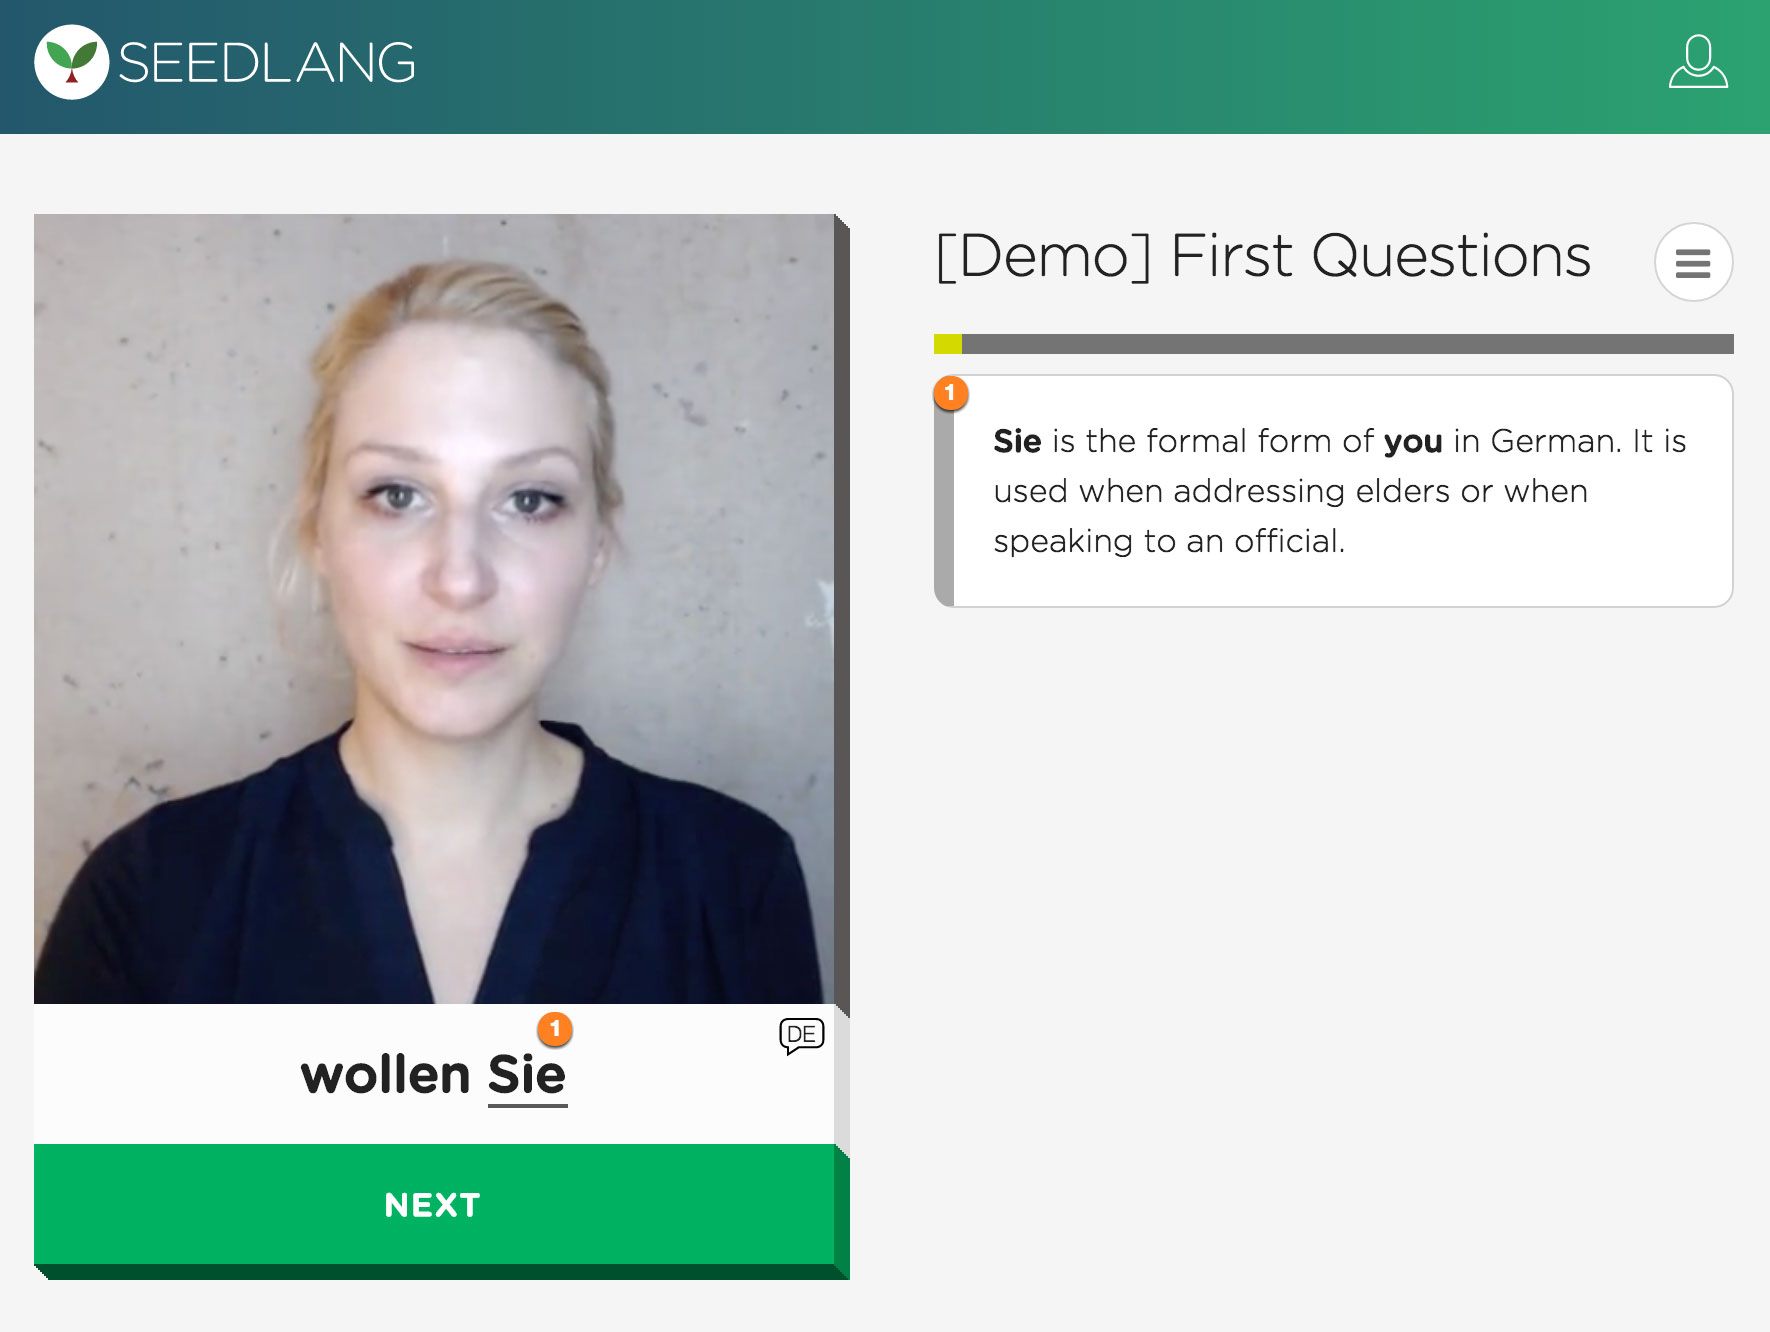 SEEDLANG
[Demo] First Questions
1
Sie is the formal form of you in German. It is
used when addressing elders or when
speaking to an official.
1
DE
wollen Sie
NEXT